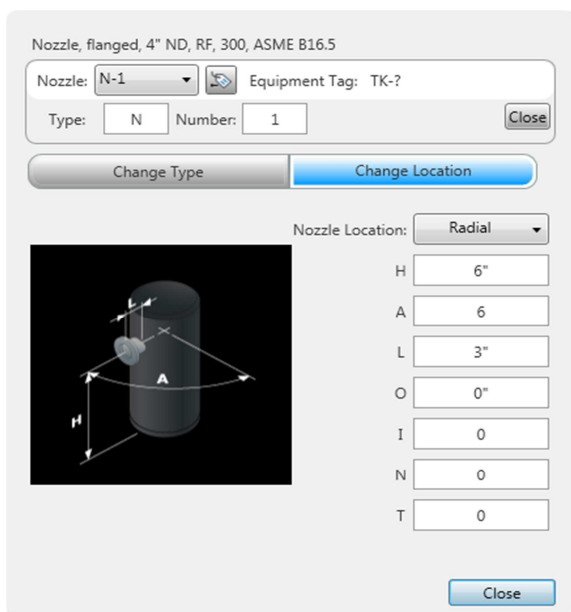 Nozzle, flanged, 4" ND, RF, 300, ASME B16.5
Nozzle: N-1 Equipment Tag: TK-?
Type: N Number: 1 Close
Change Type Change Location
Nozzle Location: Radial
H 6"
A 6
L 3"
O 0"
I 0
N 0
T 0
L
A
H
Close